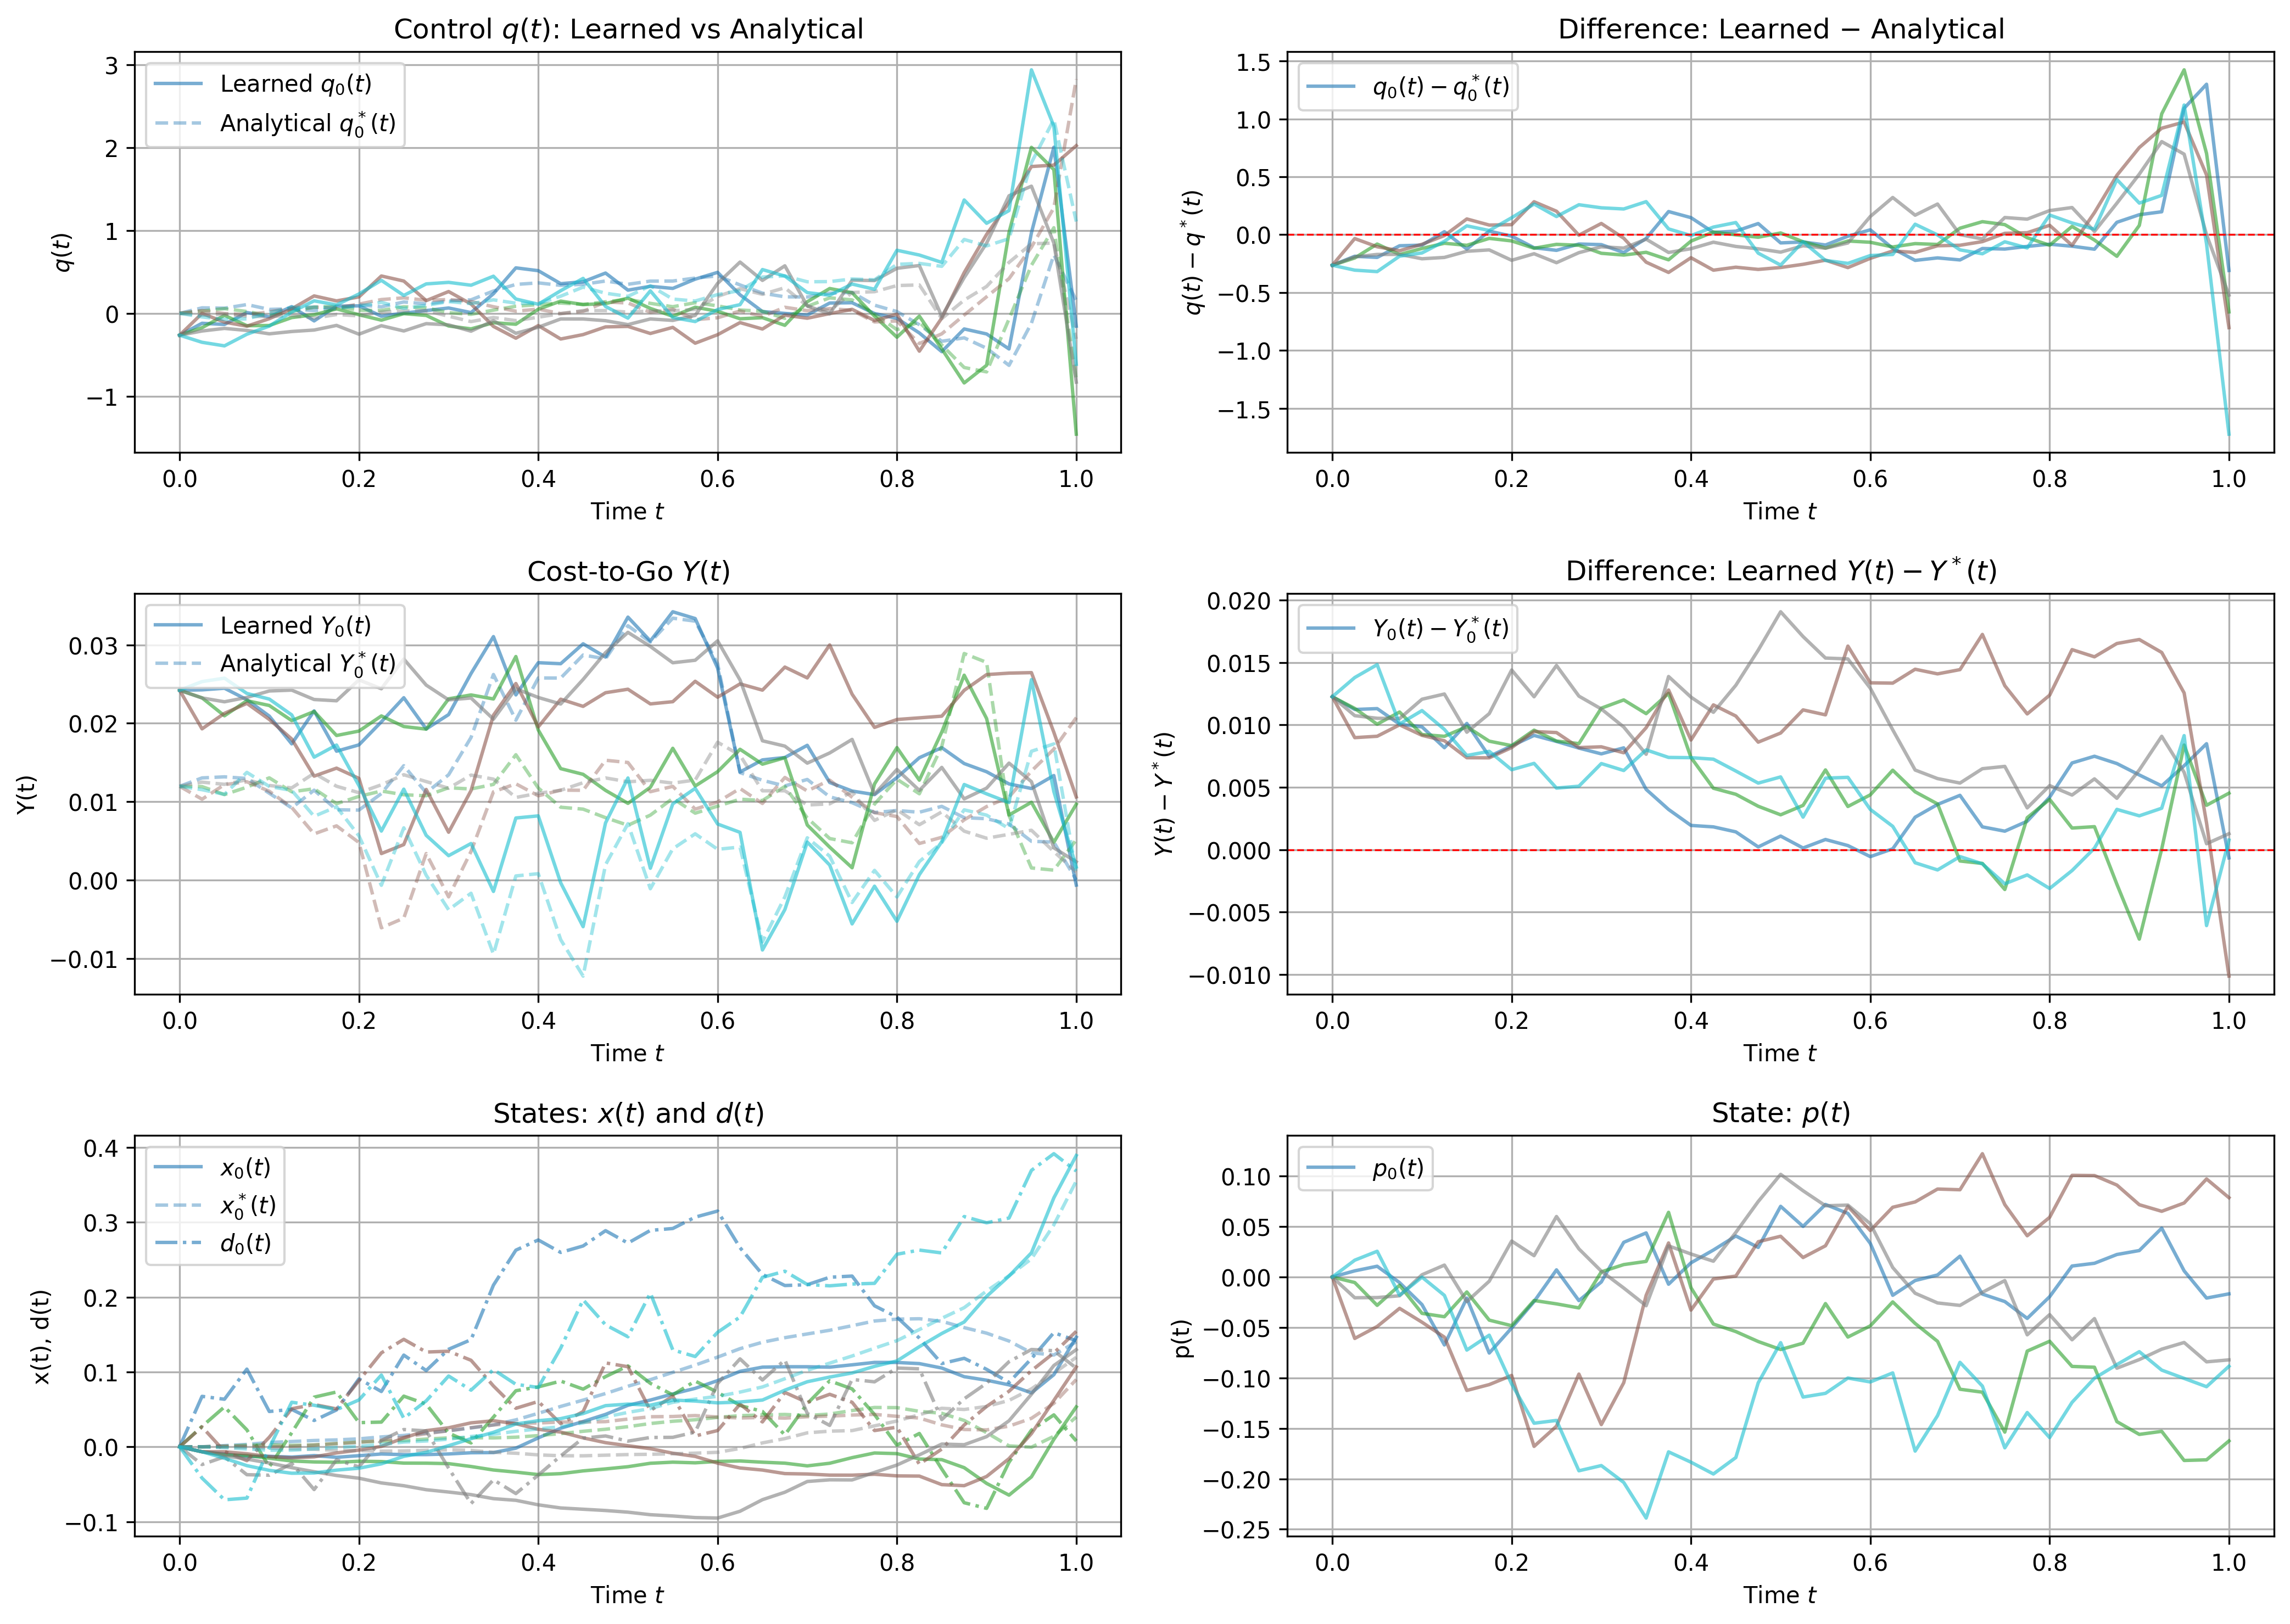 Control q(t): Learned vs Analytical
Learned q₀(t)
Analytical q₀*(t)
3
2
1
0
−1
q(t)
0.0 0.2 0.4 0.6 0.8 1.0
Time t
Difference: Learned − Analytical
q₀(t) − q₀*(t)
1.5
1.0
0.5
0.0
−0.5
−1.0
−1.5
q(t) − q*(t)
0.0 0.2 0.4 0.6 0.8 1.0
Time t
Cost-to-Go Y(t)
Learned Y₀(t)
Analytical Y₀*(t)
0.03
0.02
0.01
0.00
−0.01
Y(t)
0.0 0.2 0.4 0.6 0.8 1.0
Time t
Difference: Learned Y(t) − Y*(t)
Y₀(t) − Y₀*(t)
0.020
0.015
0.010
0.005
0.000
−0.005
−0.010
Y(t) − Y*(t)
0.0 0.2 0.4 0.6 0.8 1.0
Time t
States: x(t) and d(t)
x₀(t)
x₀*(t)
d₀(t)
0.4
0.3
0.2
0.1
0.0
−0.1
x(t), d(t)
0.0 0.2 0.4 0.6 0.8 1.0
Time t
State: p(t)
p₀(t)
0.10
0.05
0.00
−0.05
−0.10
−0.15
−0.20
−0.25
p(t)
0.0 0.2 0.4 0.6 0.8 1.0
Time t